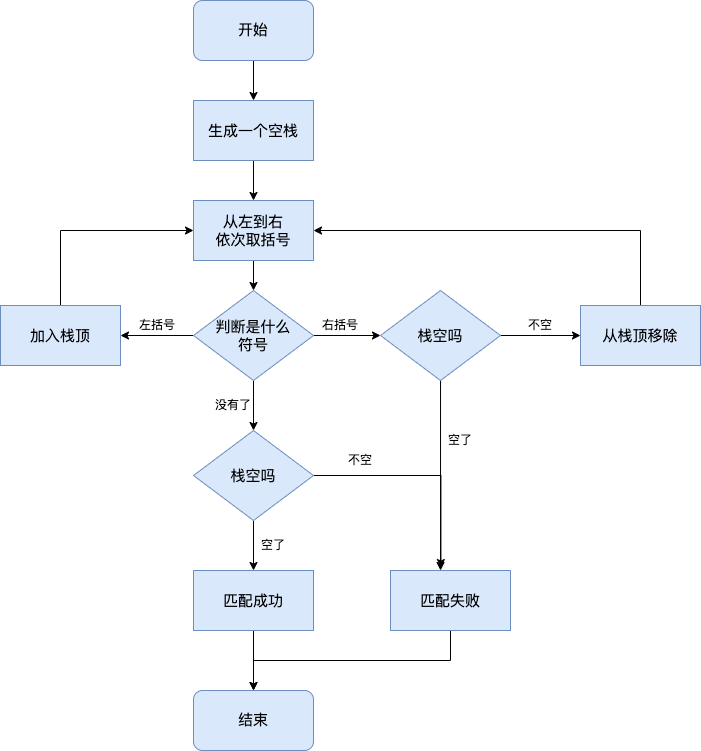 开始
生成一个空栈
从左到右
依次取括号
加入栈顶
左括号
判断是什么
符号
右括号
栈空吗
不空
从栈顶移除
没有了
空了
栈空吗
不空
空了
匹配成功
匹配失败
结束